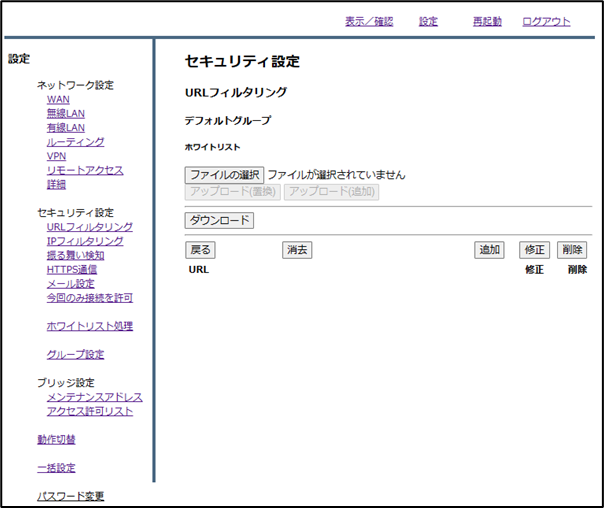 表示／確認 設定 再起動 ログアウト
設定
ネットワーク設定
WAN
無線LAN
有線LAN
ルーティング
VPN
リモートアクセス
詳細
セキュリティ設定
URLフィルタリング
IPフィルタリング
振る舞い検知
HTTPS通信
メール設定
今回のみ接続を許可
ホワイトリスト処理
グループ設定
ブリッジ設定
メンテナンスアドレス
アクセス許可リスト
動作切替
一括設定
パスワード変更
セキュリティ設定
URLフィルタリング
デフォルトグループ
ホワイトリスト
ファイルの選択 ファイルが選択されていません
アップロード(置換) アップロード(追加)
ダウンロード
戻る 消去 追加 修正 削除
URL 修正 削除